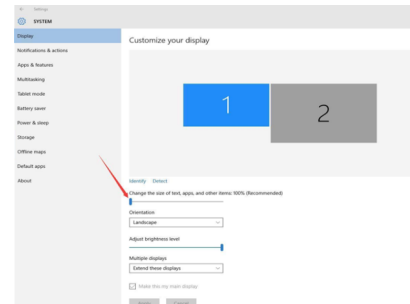 Settings
SYSTEM
Display
Notifications & actions
Apps & features
Multitasking
Tablet mode
Battery saver
Power & sleep
Storage
Offline maps
Default apps
About
Customize your display
1
2
Identify Detect
Change the size of text, apps, and other items: 100% (Recommended)
Orientation
Landscape
Adjust brightness level
Multiple displays
Extend these displays
Make this my main display
Apply Cancel